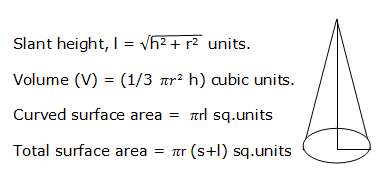 Slant height, l = √h² + r² units.
Volume (V) = (1/3 πr² h) cubic units.
Curved surface area = πrl sq.units
Total surface area = πr (s+l) sq.units